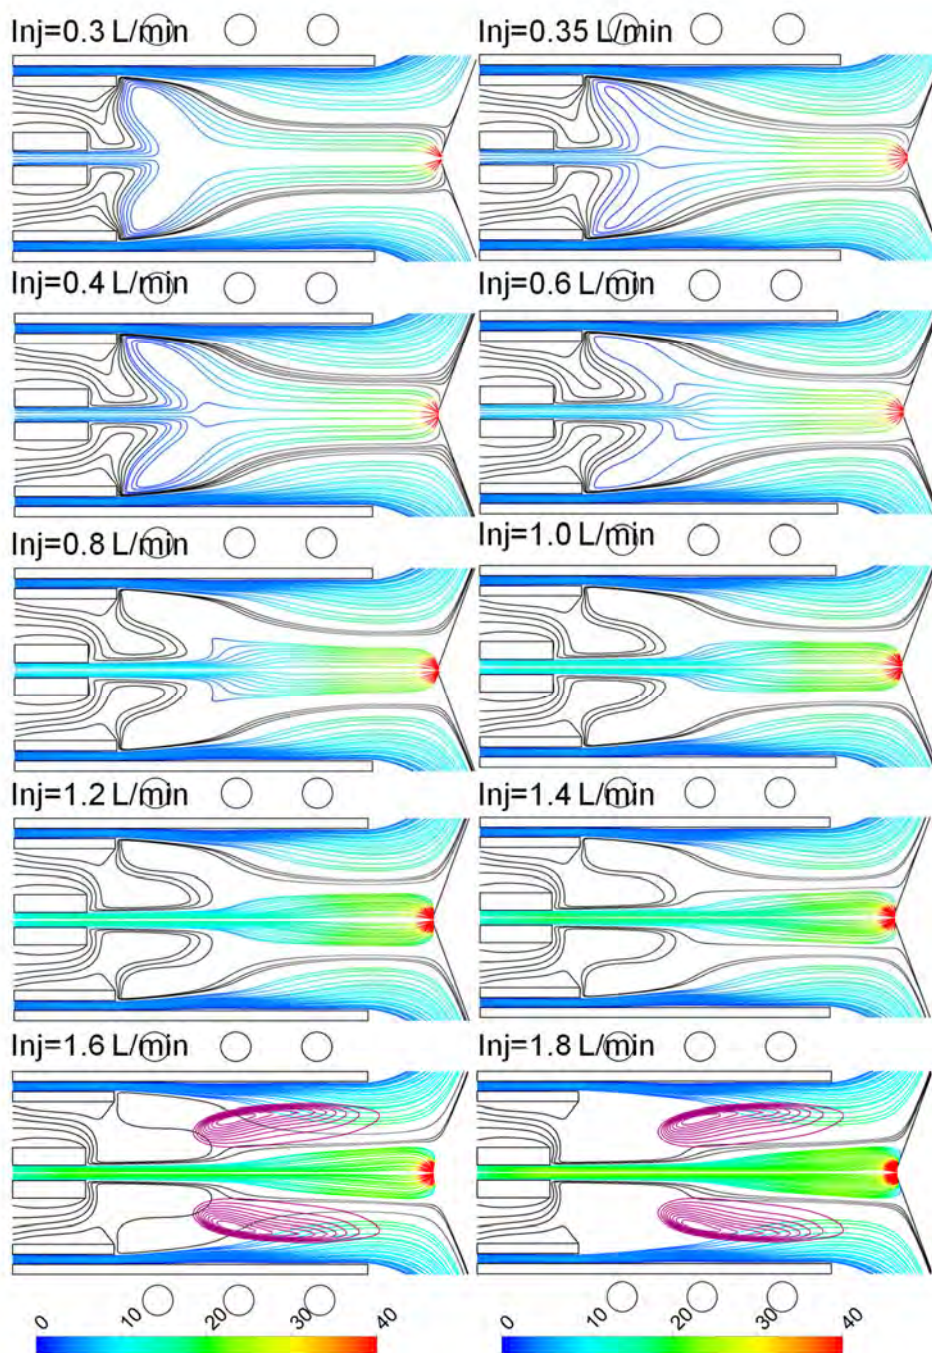 Inj=0.3 L/min
Inj=0.35 L/min
Inj=0.4 L/min
Inj=0.6 L/min
Inj=0.8 L/min
Inj=1.0 L/min
Inj=1.2 L/min
Inj=1.4 L/min
Inj=1.6 L/min
Inj=1.8 L/min
0 10 20 30 40
0 10 20 30 40